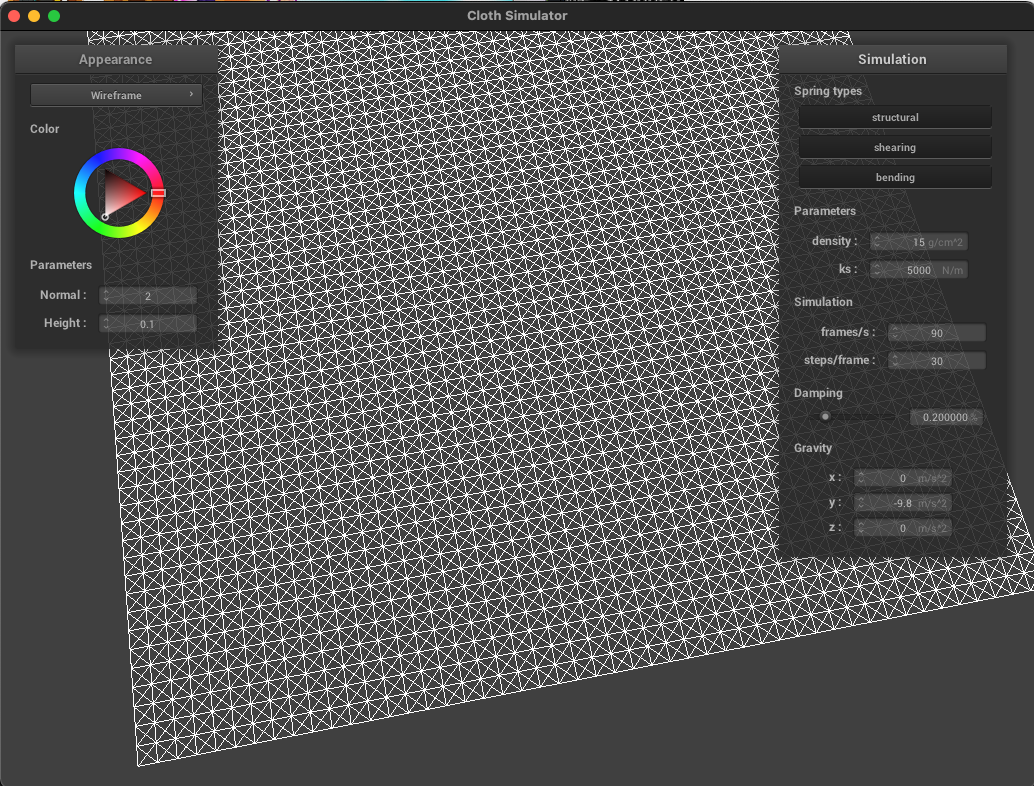 Cloth Simulator
Appearance
Wireframe
Color
Parameters
Normal : 2
Height : 0.1
Simulation
Spring types
structural
shearing
bending
Parameters
density : 15 g/cm^2
ks : 5000 N/m
Simulation
frames/s : 90
steps/frame : 30
Damping
0.200000 %
Gravity
x : 0 m/s^2
y : -9.8 m/s^2
z : 0 m/s^2